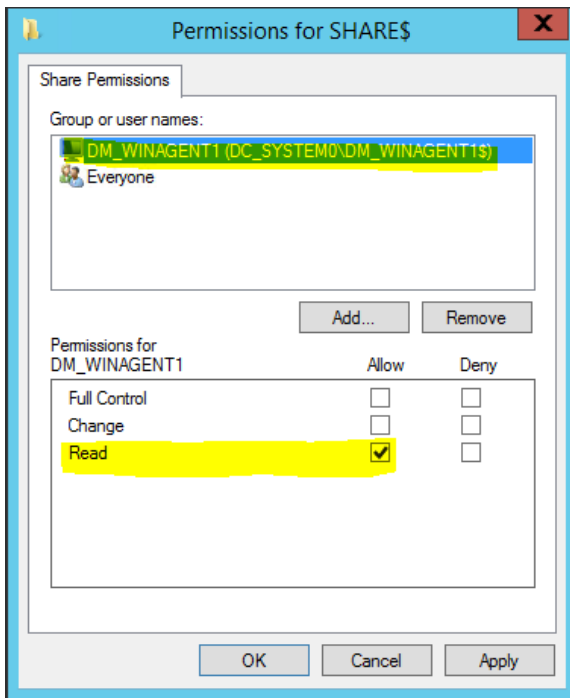 Permissions for SHARE$
X
Share Permissions
Group or user names:
DM_WINAGENT1 (DC_SYSTEM0\DM_WINAGENT1$)
Everyone
Add... Remove
Permissions for
DM_WINAGENT1 Allow Deny
Full Control
Change
Read
OK Cancel Apply